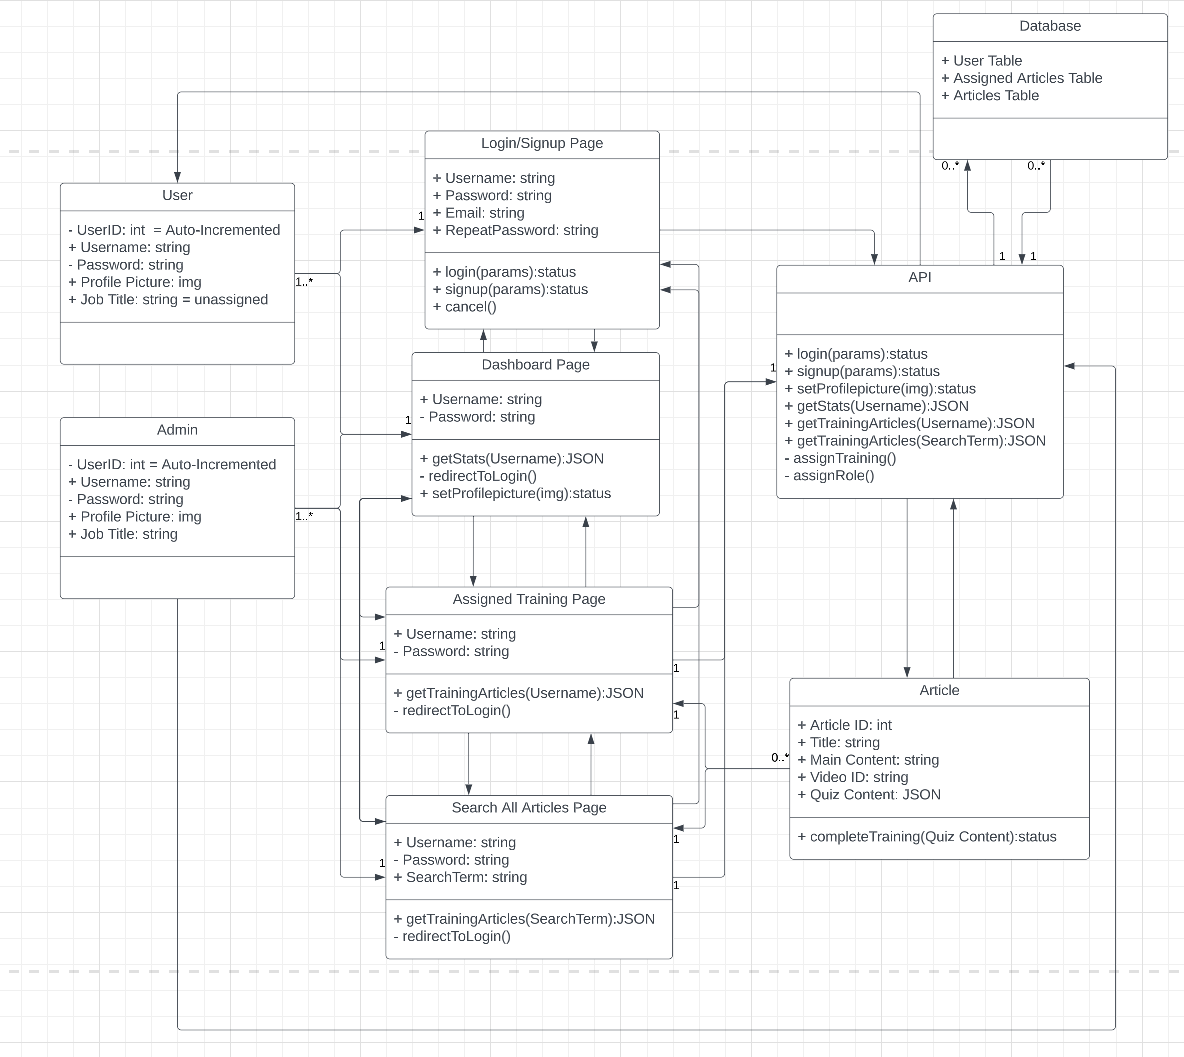 Database
+ User Table
+ Assigned Articles Table
+ Articles Table
Login/Signup Page
+ Username: string
+ Password: string
+ Email: string
+ RepeatPassword: string
+ login(params):status
+ signup(params):status
+ cancel()
User
- UserID: int  = Auto-Incremented
+ Username: string
- Password: string
+ Profile Picture: img
+ Job Title: string = unassigned
1
1..*
0..*
0..*
1
1
API
+ login(params):status
+ signup(params):status
+ setProfilepicture(img):status
+ getStats(Username):JSON
+ getTrainingArticles(Username):JSON
+ getTrainingArticles(SearchTerm):JSON
- assignTraining()
- assignRole()
1
Dashboard Page
+ Username: string
- Password: string
+ getStats(Username):JSON
- redirectToLogin()
+ setProfilepicture(img):status
1
Admin
- UserID: int = Auto-Incremented
+ Username: string
- Password: string
+ Profile Picture: img
+ Job Title: string
1..*
Assigned Training Page
+ Username: string
- Password: string
+ getTrainingArticles(Username):JSON
- redirectToLogin()
1
1
1
Article
+ Article ID: int
+ Title: string
+ Main Content: string
+ Video ID: string
+ Quiz Content: JSON
+ completeTraining(Quiz Content):status
0..*
Search All Articles Page
+ Username: string
- Password: string
+ SearchTerm: string
+ getTrainingArticles(SearchTerm):JSON
- redirectToLogin()
1
1
1